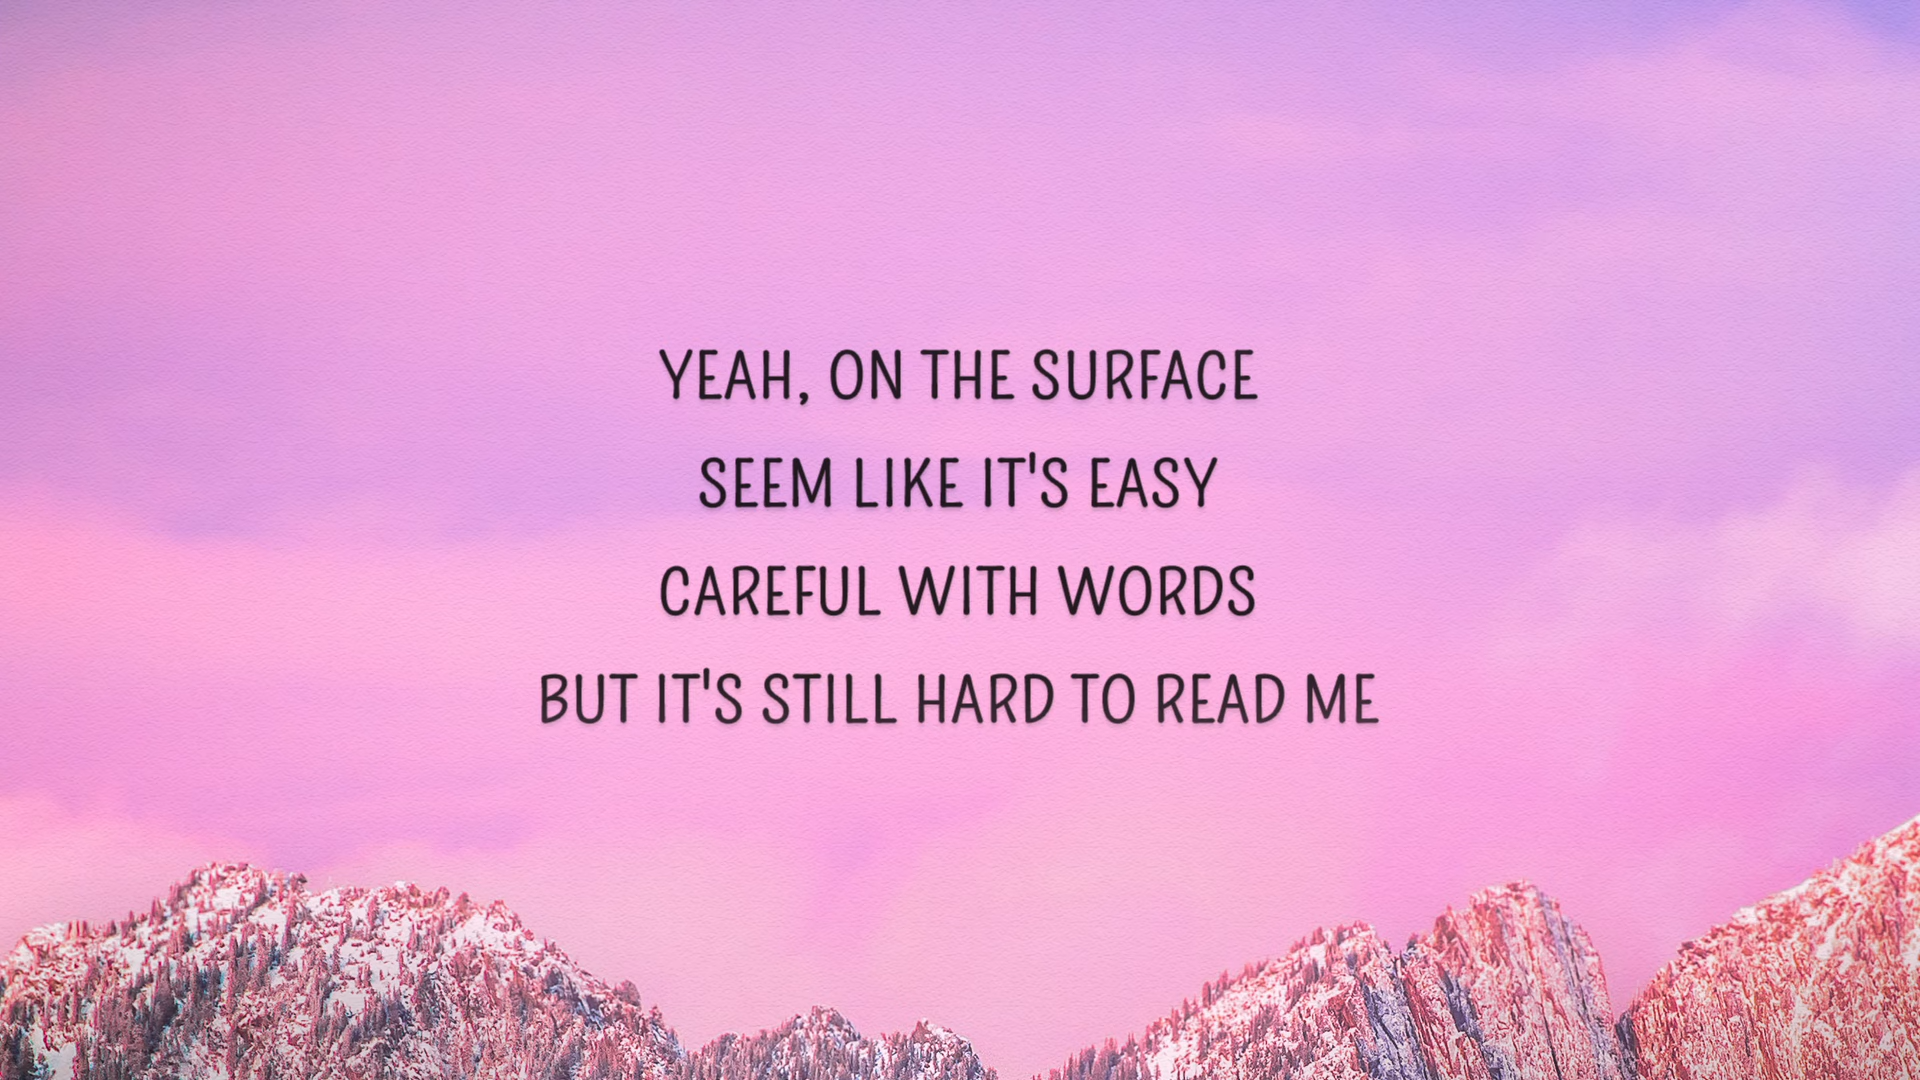 YEAH, ON THE SURFACE
SEEM LIKE IT'S EASY
CAREFUL WITH WORDS
BUT IT'S STILL HARD TO READ ME